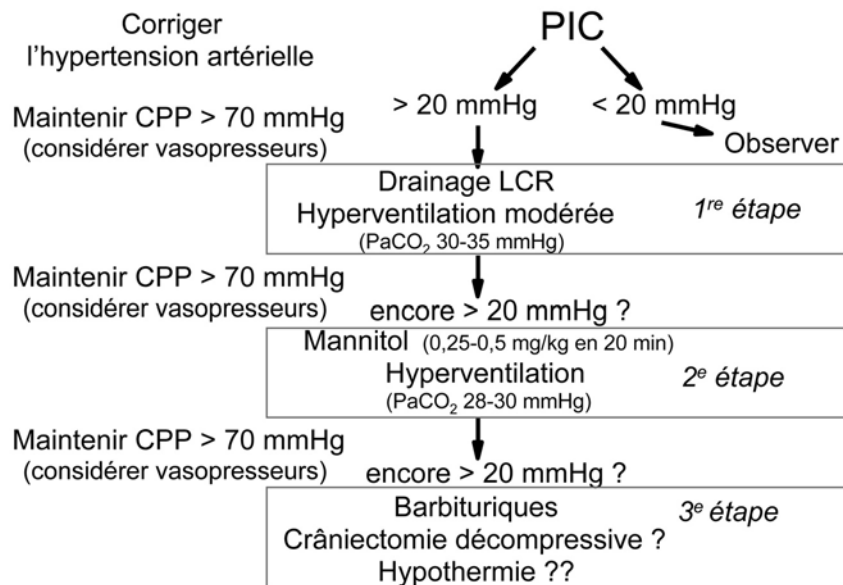 Corriger
l'hypertension artérielle
PIC
Maintenir CPP > 70 mmHg
(considérer vasopresseurs)
> 20 mmHg
< 20 mmHg
Observer
Drainage LCR
Hyperventilation modérée
(PaCO₂ 30-35 mmHg)
1re étape
Maintenir CPP > 70 mmHg
(considérer vasopresseurs)
encore > 20 mmHg ?
Mannitol (0,25-0,5 mg/kg en 20 min)
Hyperventilation
(PaCO₂ 28-30 mmHg)
2e étape
Maintenir CPP > 70 mmHg
(considérer vasopresseurs)
encore > 20 mmHg ?
Barbituriques
Crâniectomie décompressive ?
Hypothermie ??
3e étape